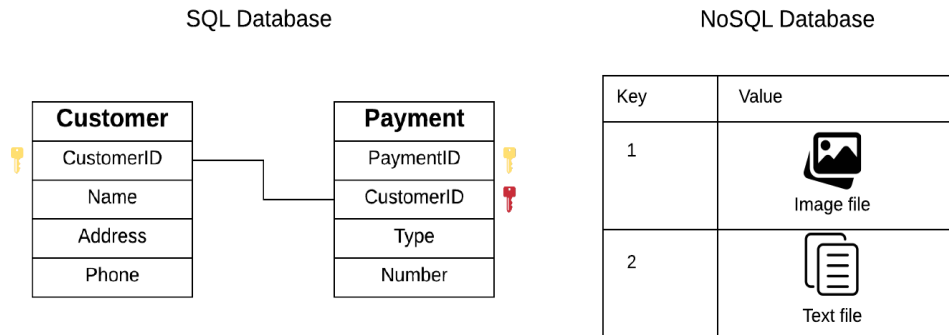 SQL Database
NoSQL Database
Customer
CustomerID
Name
Address
Phone
Payment
PaymentID
CustomerID
Type
Number
Key Value
1
Image file
2
Text file